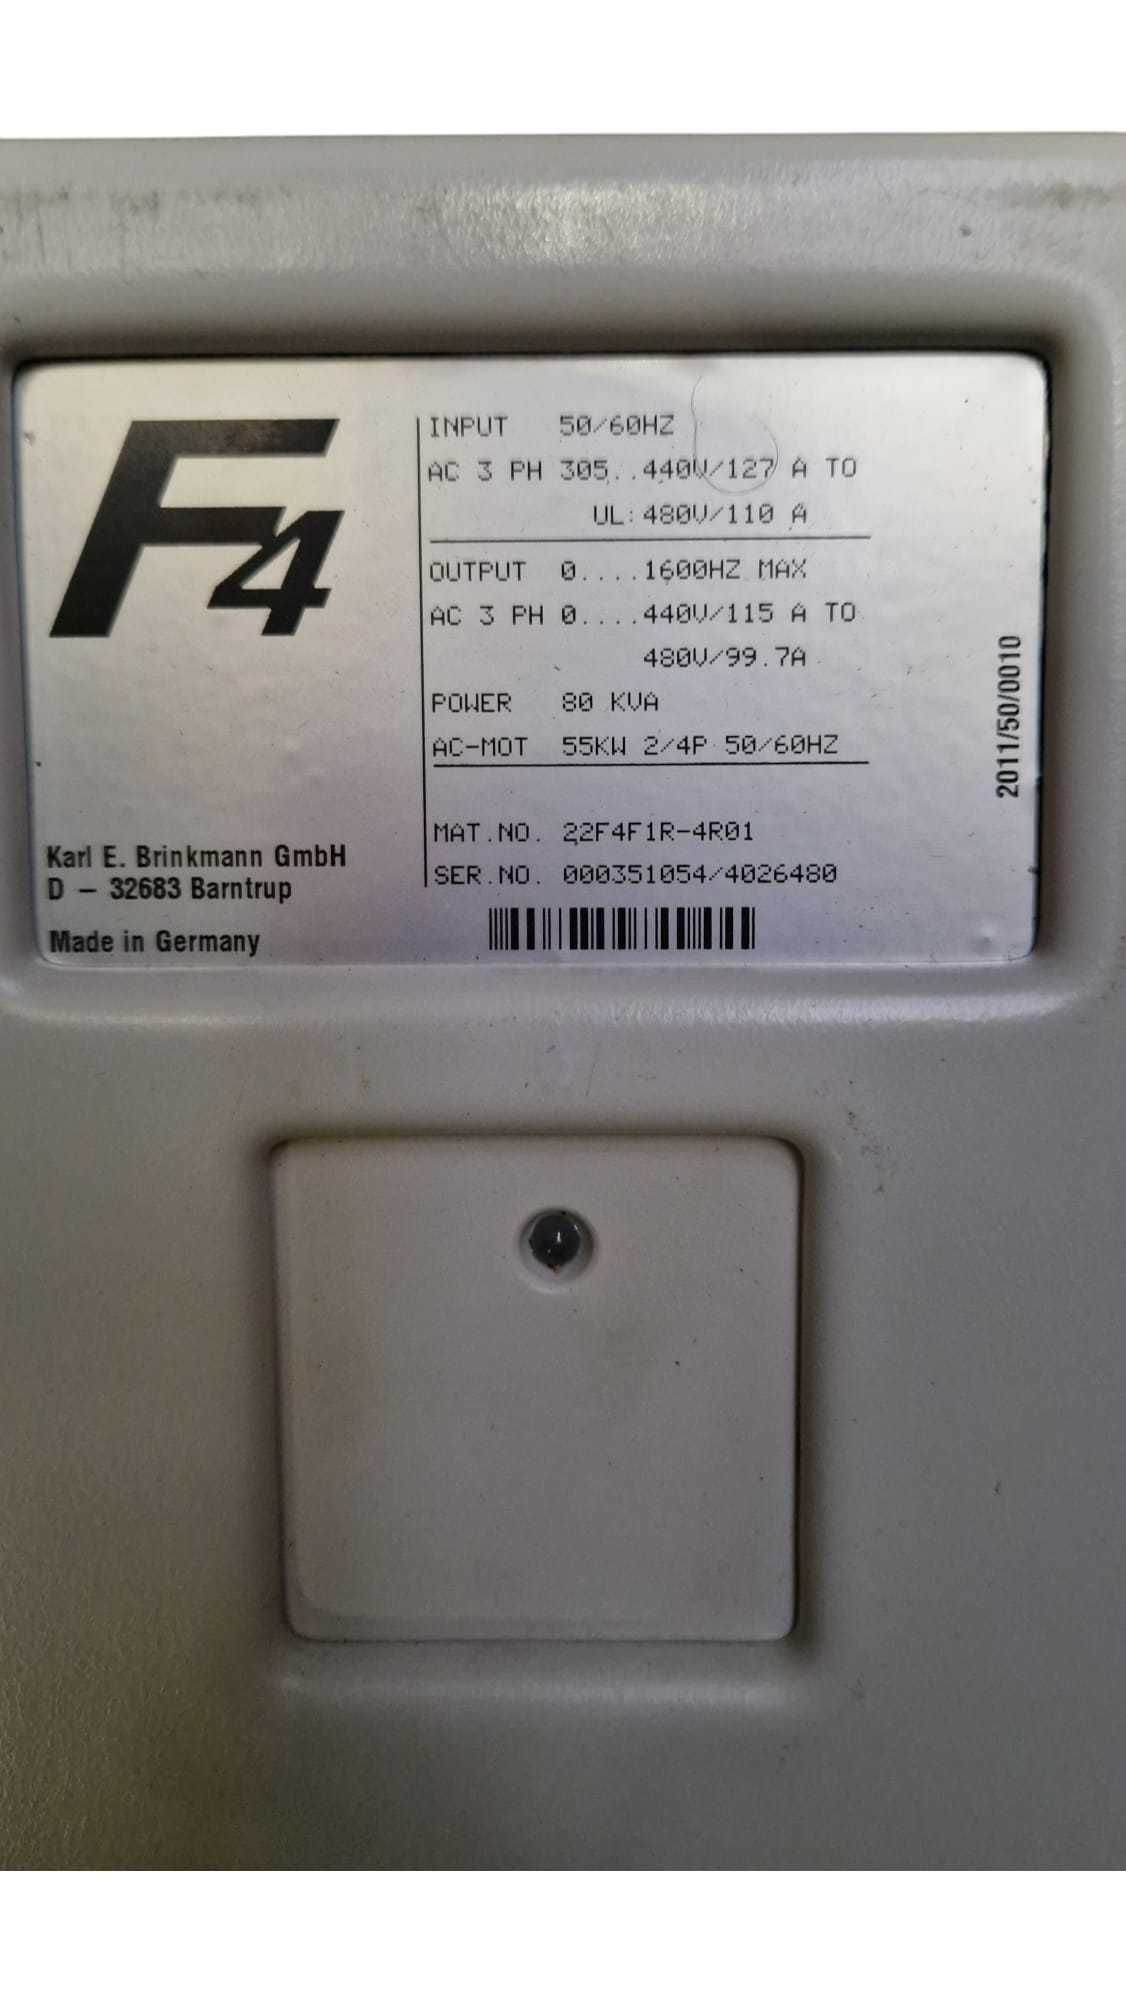 F4
INPUT 50/60HZ
AC 3 PH 305..440V/127 A TO
UL:480V/110 A
OUTPUT 0....1600HZ MAX
AC 3 PH 0....440V/115 A TO
480V/99.7A
POWER 80 KVA
AC-MOT 55KW 2/4P 50/60HZ
MAT.NO. 22F4F1R-4R01
SER.NO. 000351054/4026480
Karl E. Brinkmann GmbH
D – 32683 Barntrup
Made in Germany
2011/50/0010